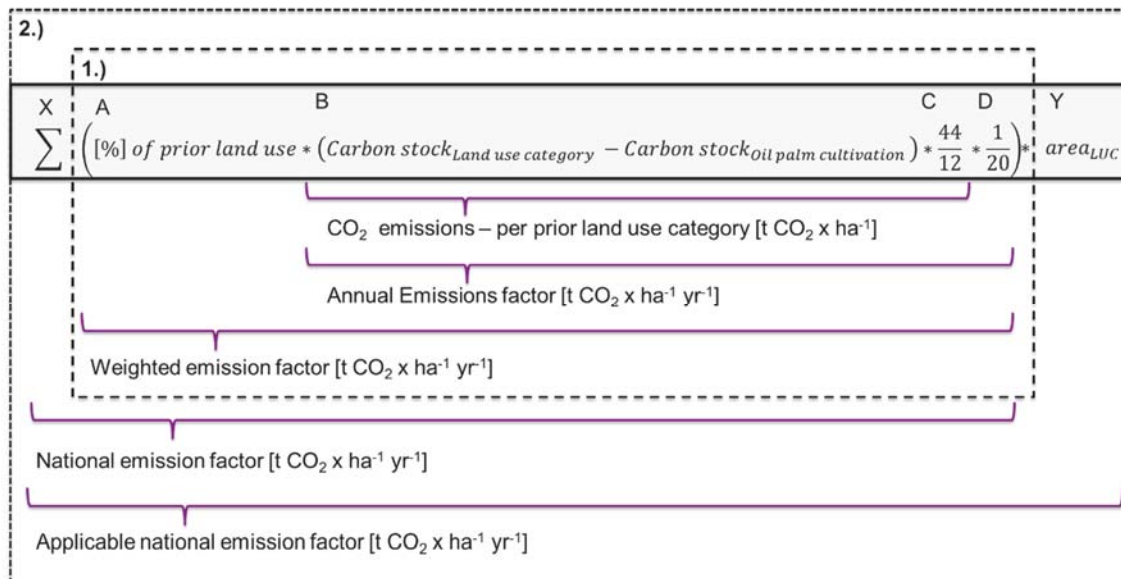 2.)
1.)
X A B C D Y
∑ ([%] of prior land use * (Carbon stock_Land use category − Carbon stock_Oil palm cultivation) * 44/12 * 1/20)* area_LUC
CO₂ emissions – per prior land use category [t CO₂ x ha⁻¹]
Annual Emissions factor [t CO₂ x ha⁻¹ yr⁻¹]
Weighted emission factor [t CO₂ x ha⁻¹ yr⁻¹]
National emission factor [t CO₂ x ha⁻¹ yr⁻¹]
Applicable national emission factor [t CO₂ x ha⁻¹ yr⁻¹]